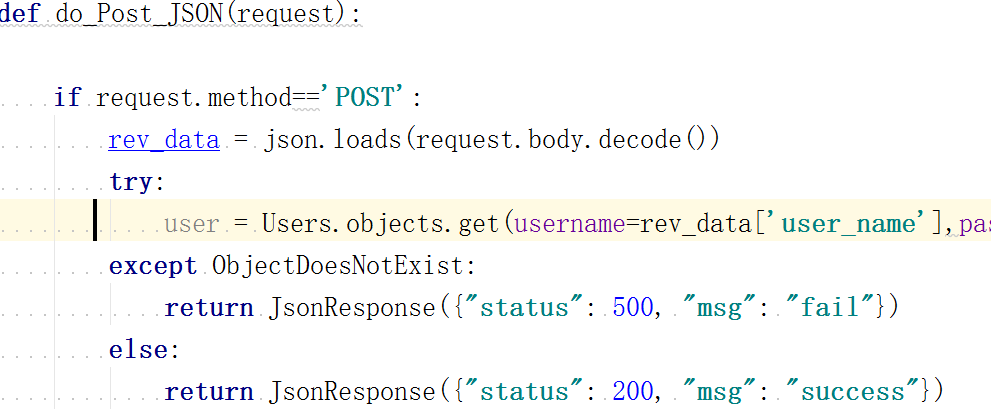 def do_Post_JSON(request):
if request.method=='POST':
rev_data = json.loads(request.body.decode())
try:
user = Users.objects.get(username=rev_data['user_name'],pas
except ObjectDoesNotExist:
return JsonResponse({"status": 500, "msg": "fail"})
else:
return JsonResponse({"status": 200, "msg": "success"})